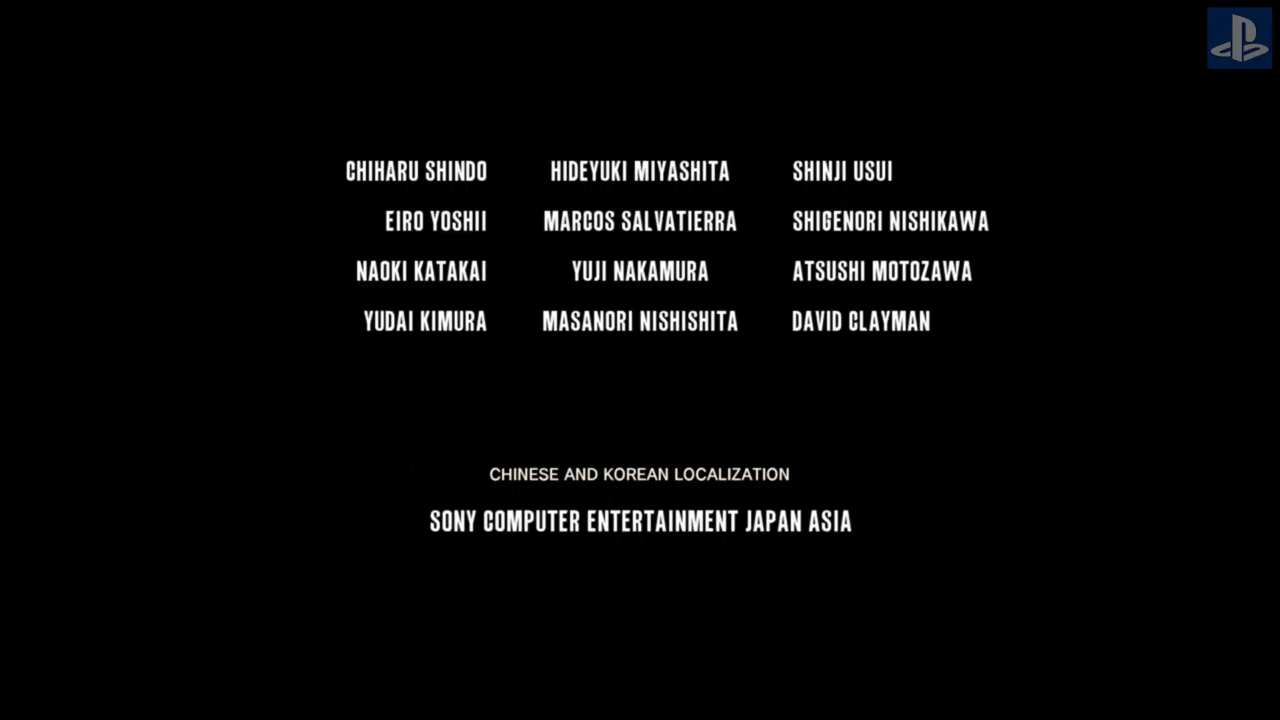 CHIHARU SHINDO HIDEYUKI MIYASHITA SHINJI USUI
EIRO YOSHII MARCOS SALVATIERRA SHIGENORI NISHIKAWA
NAOKI KATAKAI YUJI NAKAMURA ATSUSHI MOTOZAWA
YUDAI KIMURA MASANORI NISHISHITA DAVID CLAYMAN
CHINESE AND KOREAN LOCALIZATION
SONY COMPUTER ENTERTAINMENT JAPAN ASIA